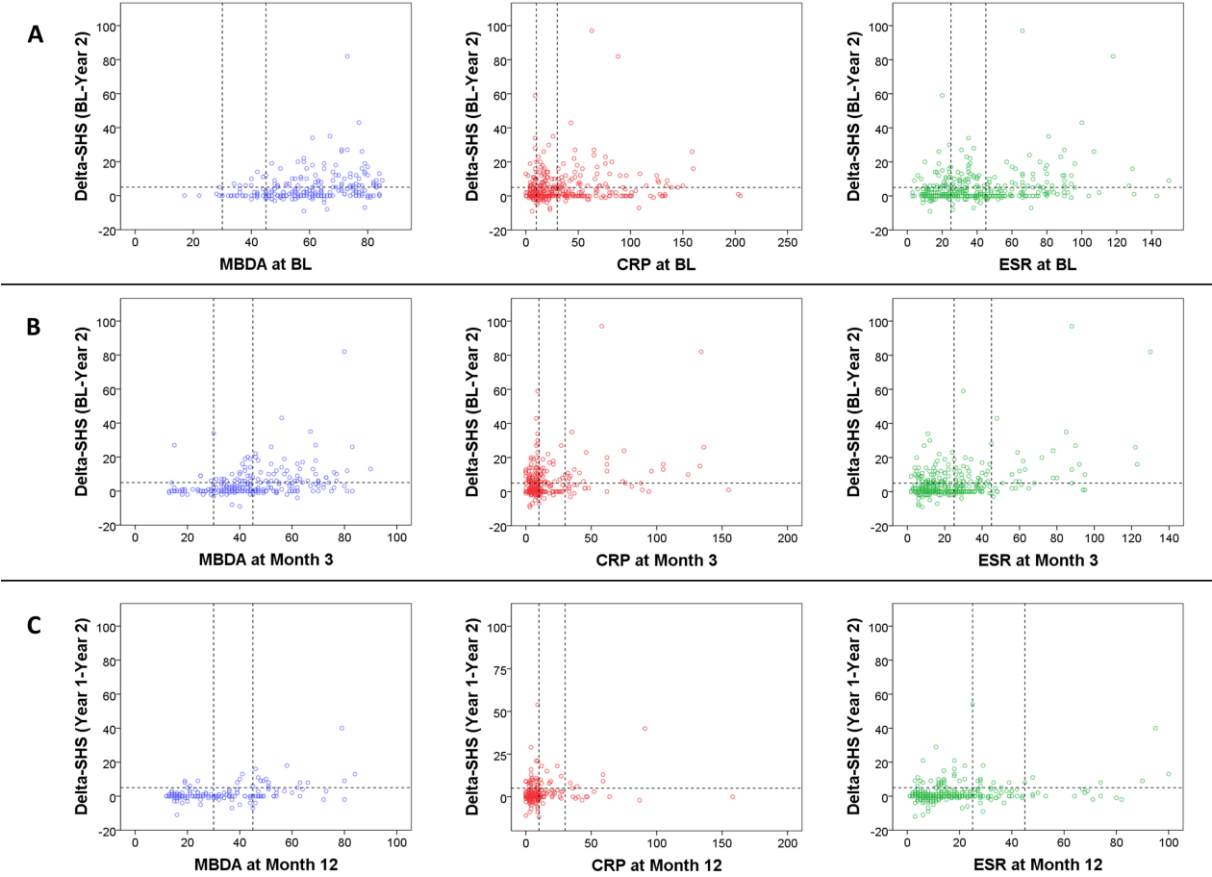 A
Delta-SHS (BL-Year 2)
100
80
60
40
20
0
-20
0 20 40 60 80
MBDA at BL
Delta-SHS (BL-Year 2)
100
80
60
40
20
0
-20
0 50 100 150 200 250
CRP at BL
Delta-SHS (BL-Year 2)
100
80
60
40
20
0
-20
0 20 40 60 80 100 120 140
ESR at BL
B
Delta-SHS (BL-Year 2)
100
80
60
40
20
0
-20
0 20 40 60 80 100
MBDA at Month 3
Delta-SHS (BL-Year 2)
100
80
60
40
20
0
-20
0 50 100 150 200
CRP at Month 3
Delta-SHS (BL-Year 2)
100
80
60
40
20
0
-20
0 20 40 60 80 100 120 140
ESR at Month 3
C
Delta-SHS (Year 1-Year 2)
100
80
60
40
20
0
-20
0 20 40 60 80 100
MBDA at Month 12
Delta-SHS (Year 1-Year 2)
100
75
50
25
0
0 50 100 150 200
CRP at Month 12
Delta-SHS (Year 1-Year 2)
100
80
60
40
20
0
-20
0 20 40 60 80 100
ESR at Month 12